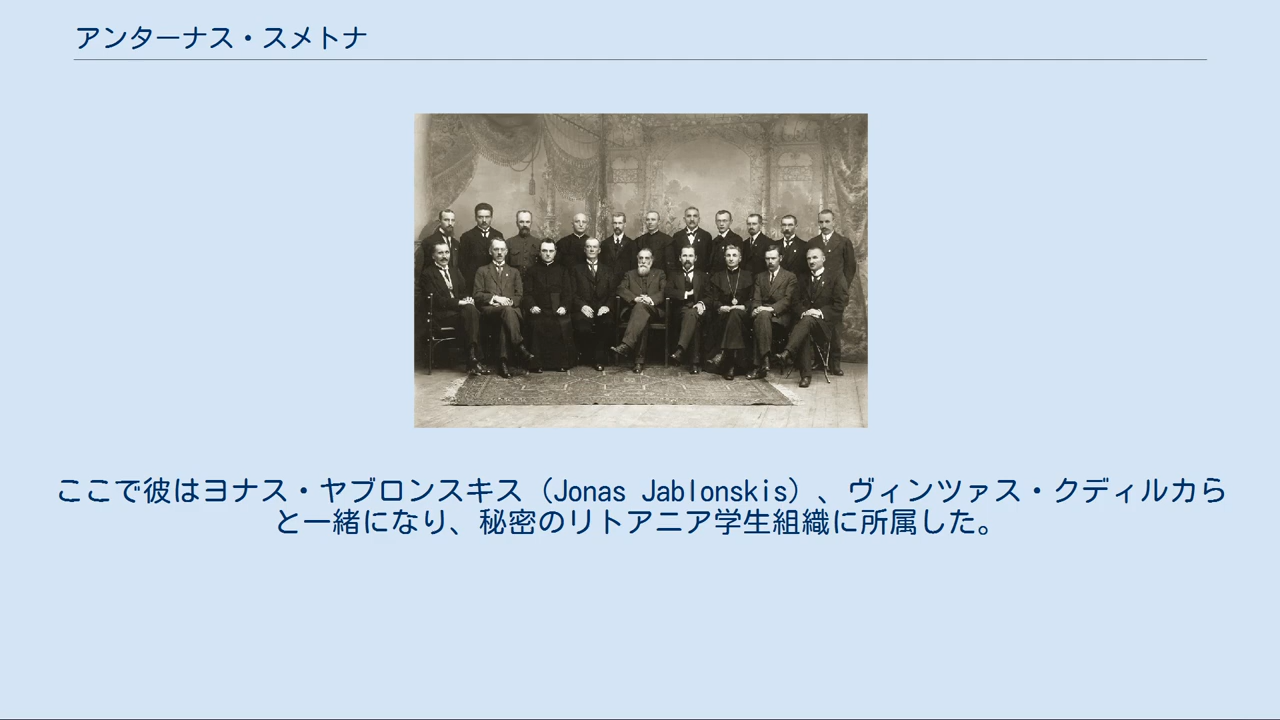 アンターナス・スメトナ
ここで彼はヨナス・ヤブロンスキス（Jonas Jablonskis）、ヴィンツァス・クディルカら
と一緒になり、秘密のリトアニア学生組織に所属した。